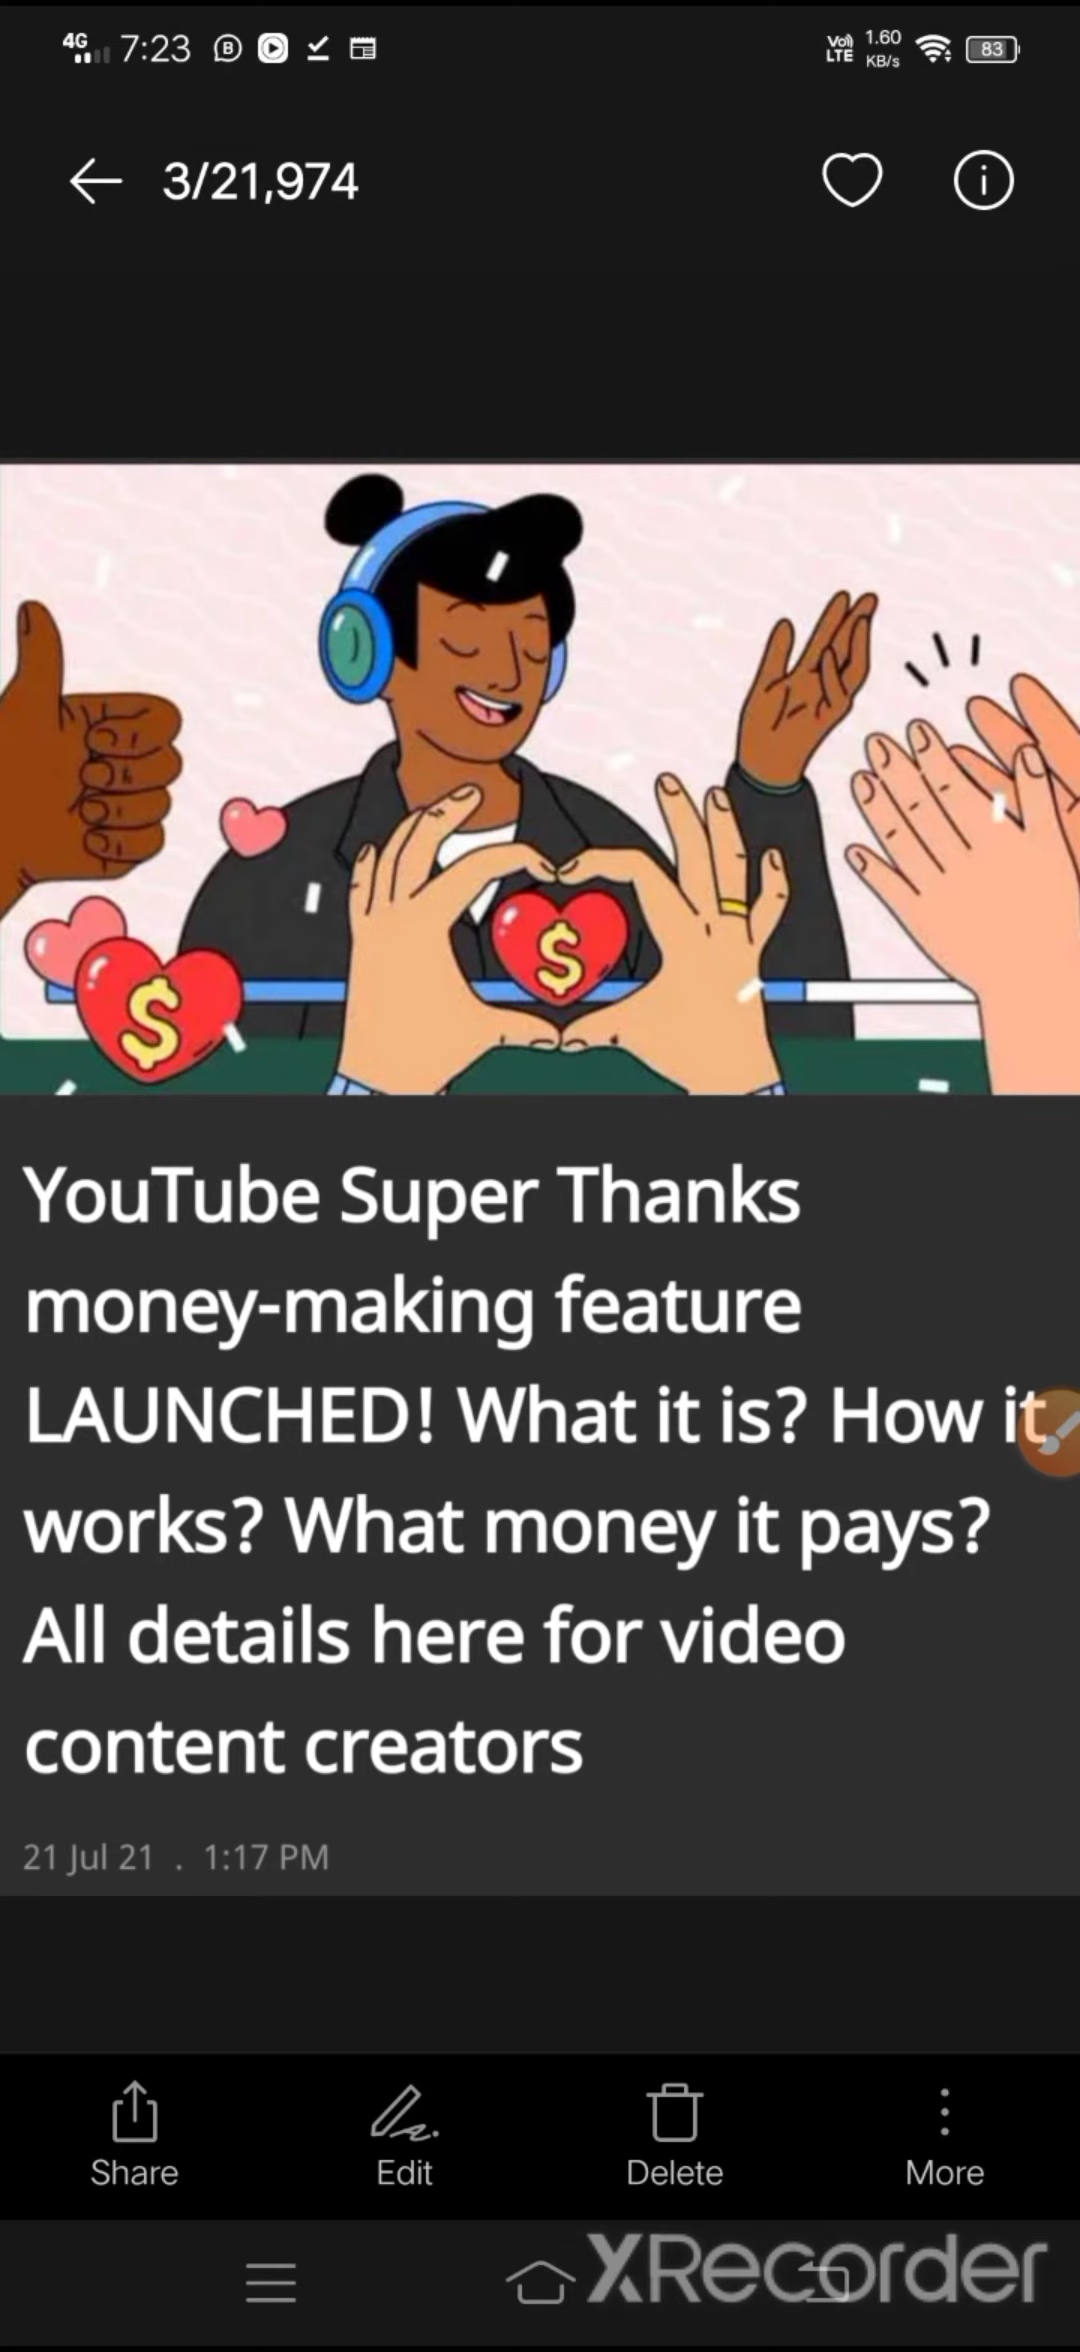 4G 7:23 B VoLTE 1.60 KB/s 83
3/21,974
$ $
YouTube Super Thanks
money-making feature
LAUNCHED! What it is? How it
works? What money it pays?
All details here for video
content creators
21 Jul 21 . 1:17 PM
Share Edit Delete More
XRecorder